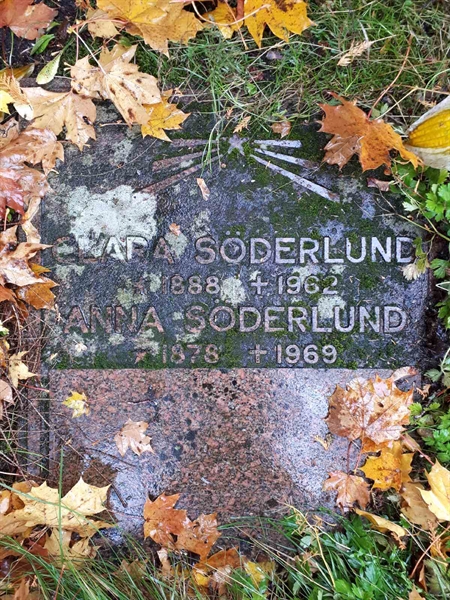 CLARA SÖDERLUND
* 1888 + 1962
ANNA SÖDERLUND
* 1878 + 1969